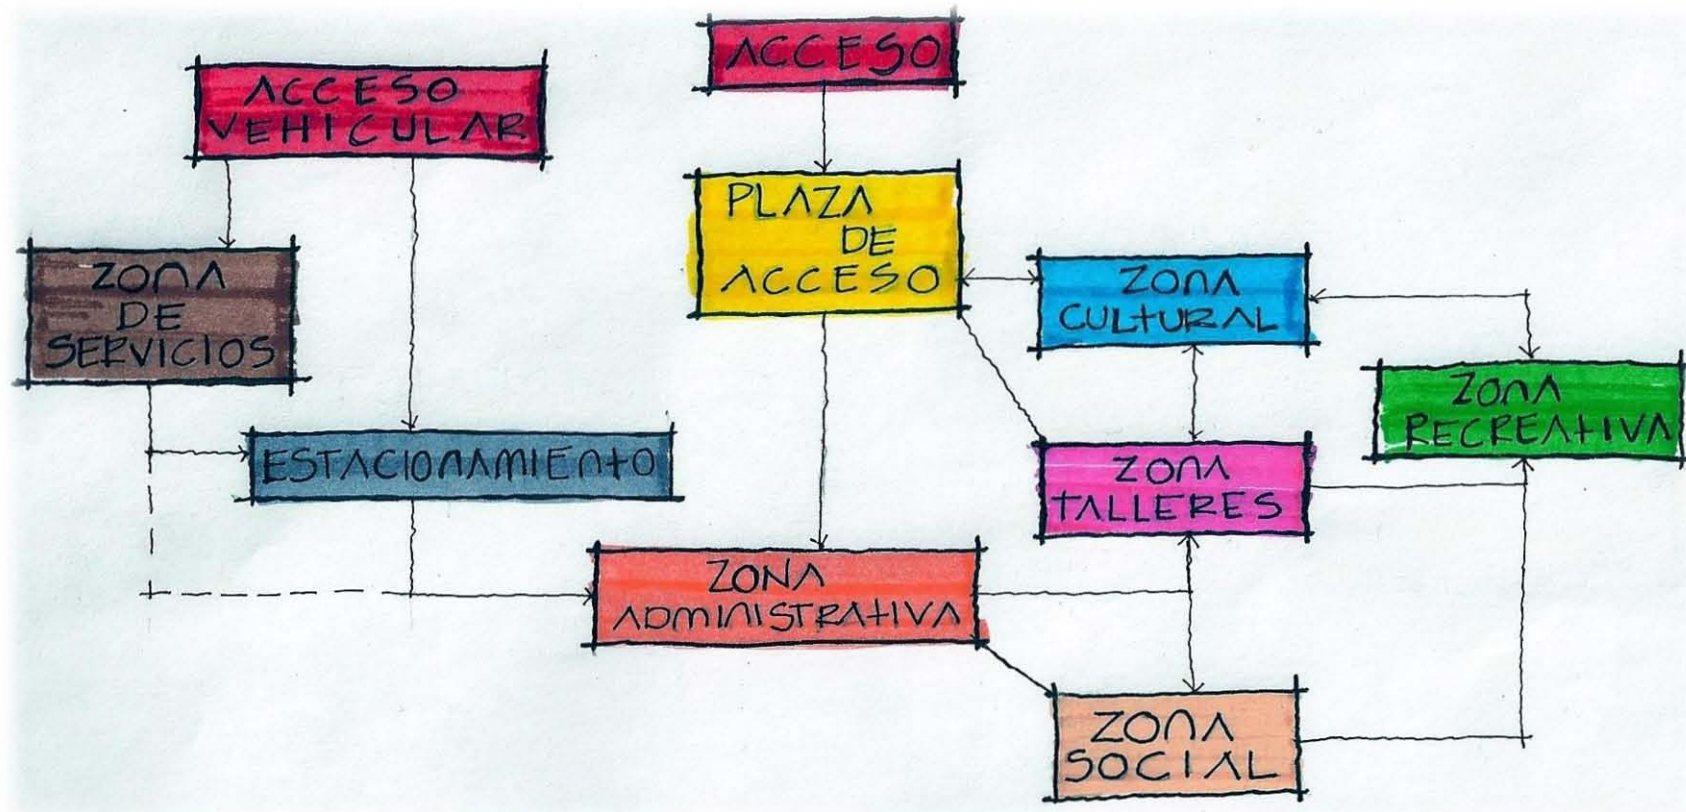 ACCESO
ACCESO
VEHICULAR
PLAZA
DE
ACCESO
ZONA
DE
SERVICIOS
ZONA
CULTURAL
ZONA
RECREATIVA
ESTACIONAMIENTO
ZONA
TALLERES
ZONA
ADMINISTRATIVA
ZONA
SOCIAL